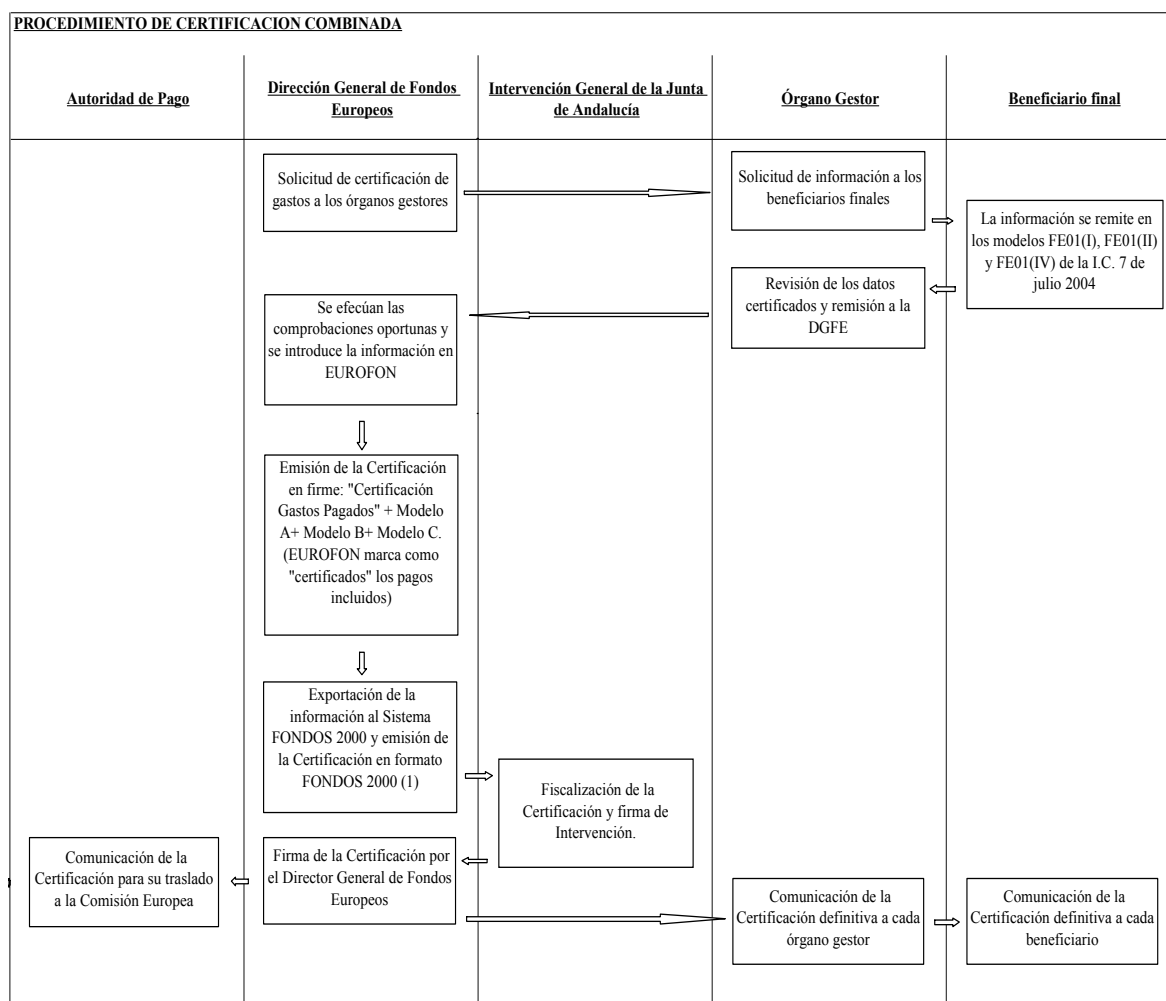 PROCEDIMIENTO DE CERTIFICACION COMBINADA
Autoridad de Pago
Dirección General de Fondos
Europeos
Intervención General de la Junta
de Andalucía
Órgano Gestor
Beneficiario final
Solicitud de certificación de
gastos a los órganos gestores
Solicitud de información a los
beneficiarios finales
La información se remite en
los modelos FE01(I), FE01(II)
y FE01(IV) de la I.C. 7 de
julio 2004
Revisión de los datos
certificados y remisión a la
DGFE
Se efecúan las
comprobaciones oportunas y
se introduce la información en
EUROFON
Emisión de la Certificación
en firme: "Certificación
Gastos Pagados" + Modelo
A+ Modelo B+ Modelo C.
(EUROFON marca como
"certificados" los pagos
incluidos)
Exportación de la
información al Sistema
FONDOS 2000 y emisión de
la Certificación en formato
FONDOS 2000 (1)
Fiscalización de la
Certificación y firma de
Intervención.
Firma de la Certificación por
el Director General de Fondos
Europeos
Comunicación de la
Certificación para su traslado
a la Comisión Europea
Comunicación de la
Certificación definitiva a cada
órgano gestor
Comunicación de la
Certificación definitiva a cada
beneficiario